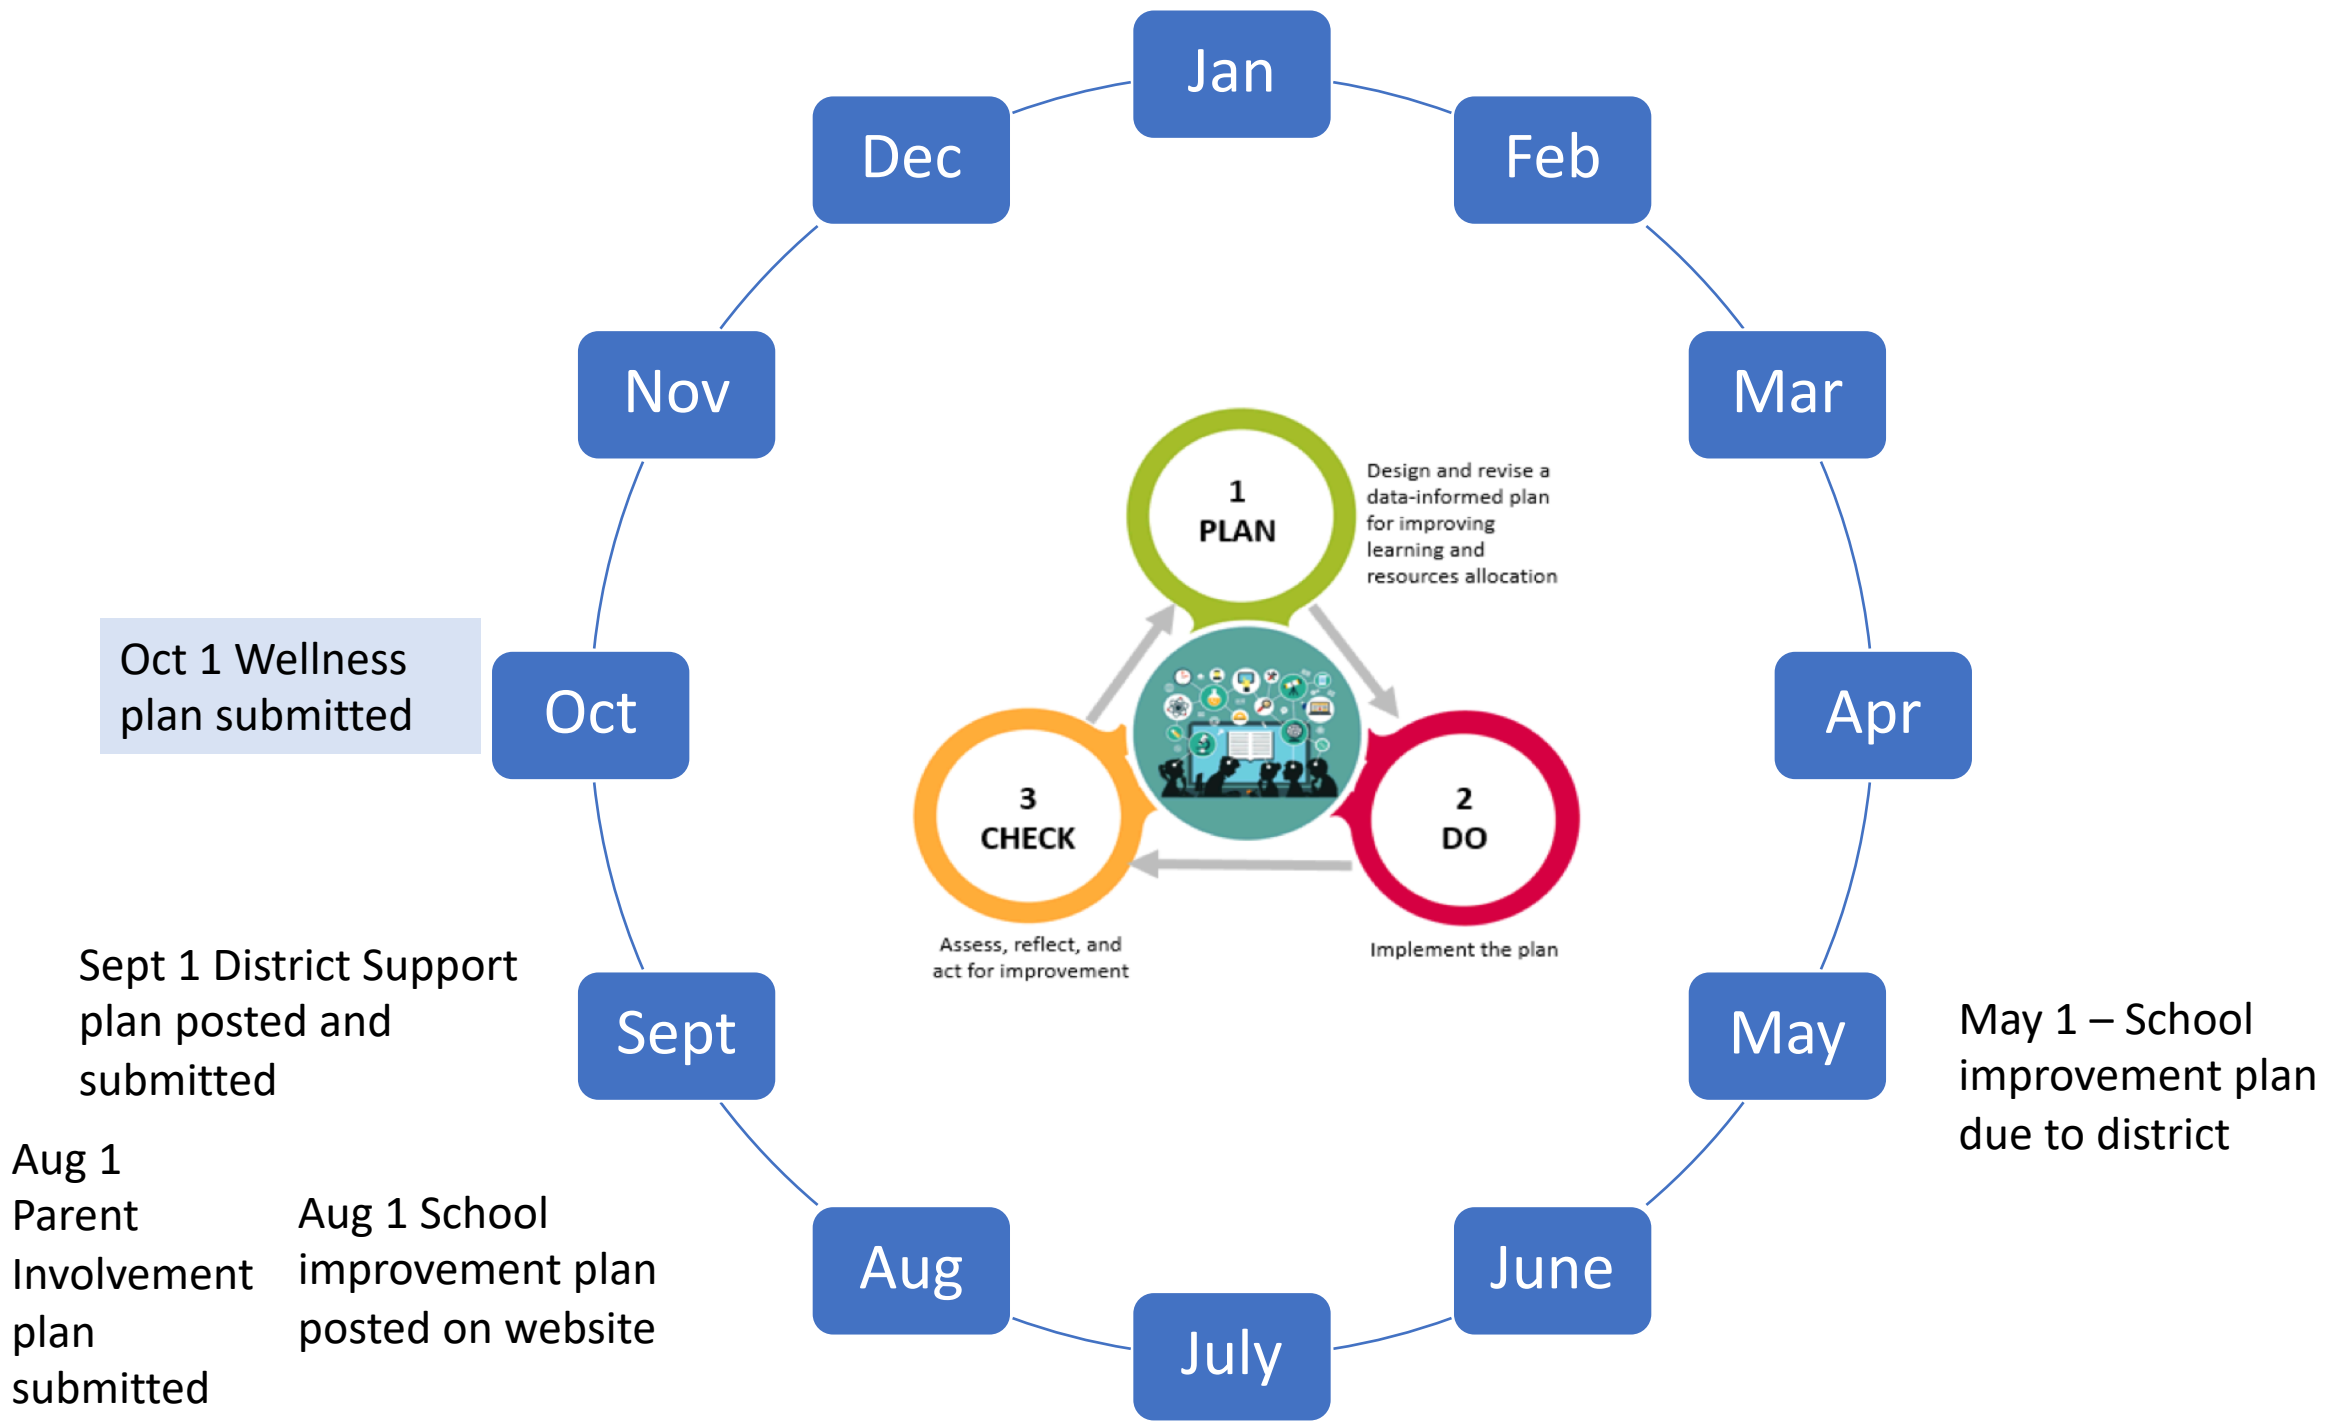 Jan
Dec
Feb
Nov
Mar
1
PLAN
Design and revise a
data-informed plan
for improving
learning and
resources allocation
Oct 1 Wellness
plan submitted
Oct
Apr
3
CHECK
2
DO
Assess, reflect, and
act for improvement
Implement the plan
Sept 1 District Support
plan posted and
submitted
Sept
May
May 1 – School
improvement plan
due to district
Aug 1
Parent
Involvement
plan
submitted
Aug 1 School
improvement plan
posted on website
Aug
June
July